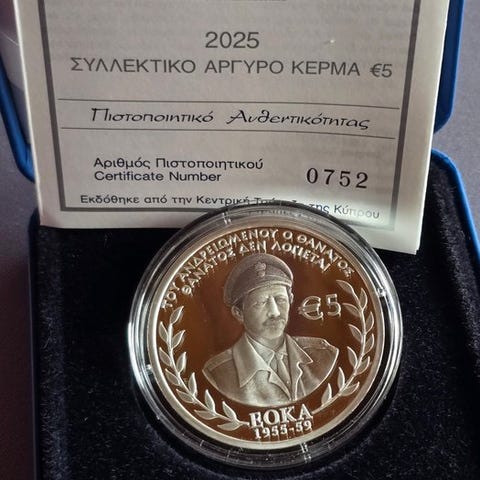 2025
ΣΥΛΛΕΚΤΙΚΟ ΑΡΓΥΡΟ ΚΕΡΜΑ €5
Πιστοποιητικό Αυθεντικότητας
Αριθμός Πιστοποιητικού
Certificate Number 0752
Εκδόθηκε από την Κεντρική της Κύπρου
ΤΟΥ ΑΝΔΡΕΙΩΜΕΝΟΥ Ο ΘΑΝΑΤΟΣ
ΘΑΝΑΤΟΣ ΔΕΝ ΛΟΓΙΕΤΑΙ
€5
ΕΟΚΑ
1955-59